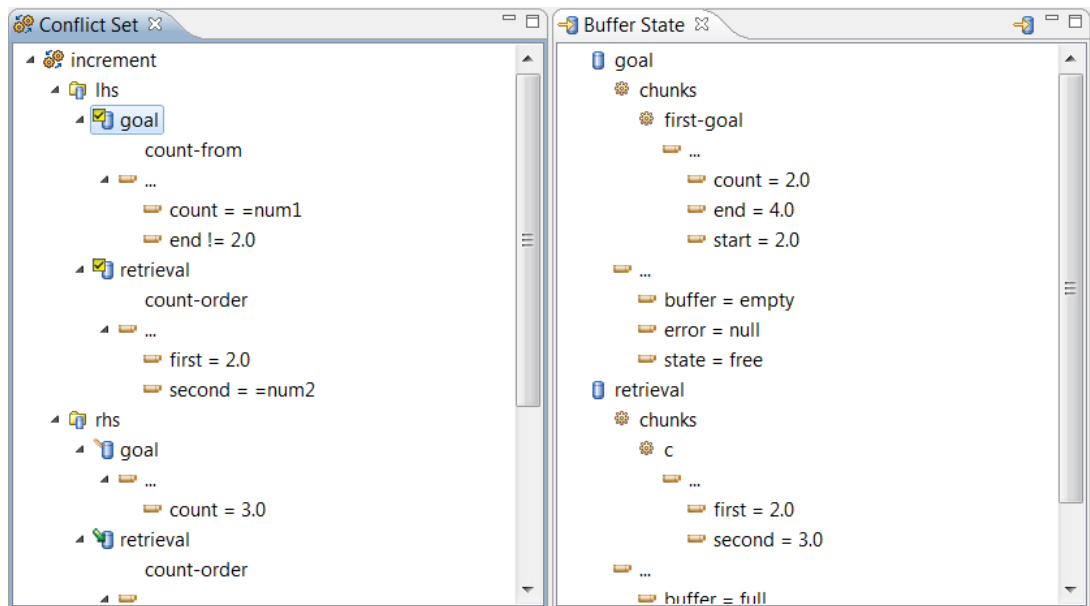 Conflict Set
increment
lhs
goal
count-from
...
count = =num1
end != 2.0
retrieval
count-order
...
first = 2.0
second = =num2
rhs
goal
...
count = 3.0
retrieval
count-order
Buffer State
goal
chunks
first-goal
...
count = 2.0
end = 4.0
start = 2.0
...
buffer = empty
error = null
state = free
retrieval
chunks
c
...
first = 2.0
second = 3.0
...
buffer = full